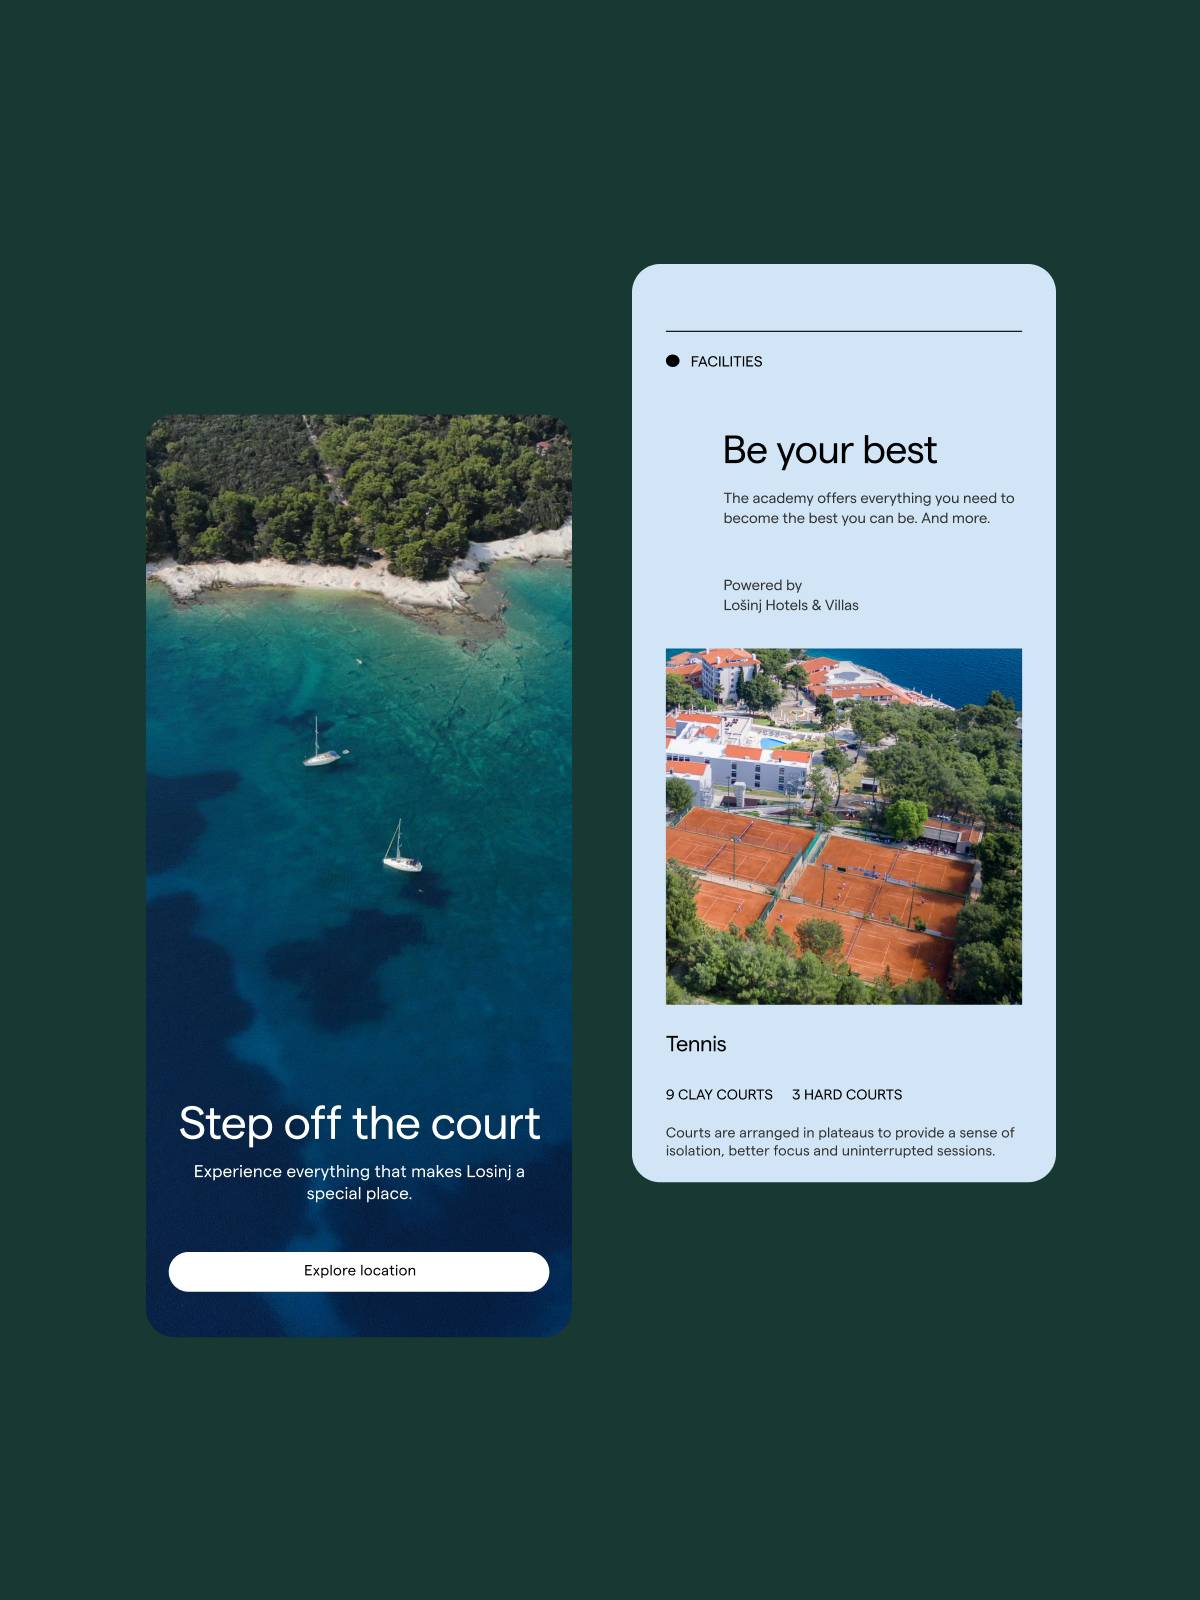 Step off the court
Experience everything that makes Losinj a
special place.
Explore location
FACILITIES
Be your best
The academy offers everything you need to
become the best you can be. And more.
Powered by
Lošinj Hotels & Villas
Tennis
9 CLAY COURTS 3 HARD COURTS
Courts are arranged in plateaus to provide a sense of
isolation, better focus and uninterrupted sessions.